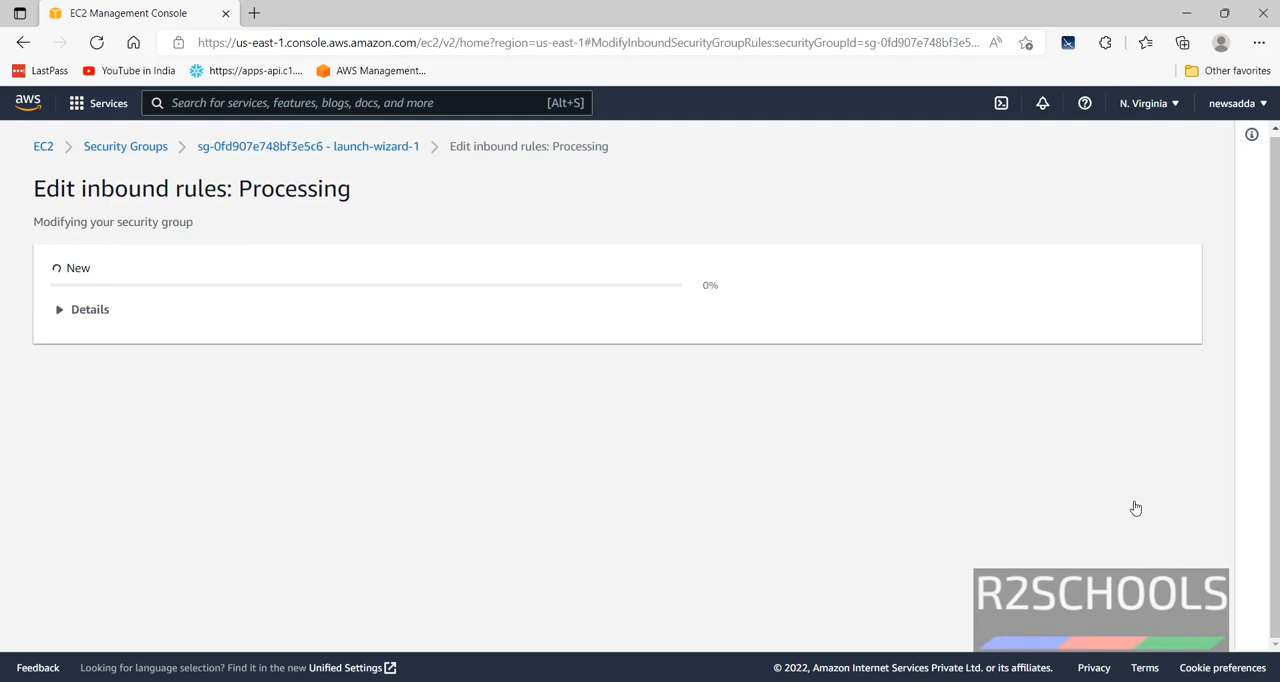 EC2 Management Console
https://us-east-1.console.aws.amazon.com/ec2/v2/home?region=us-east-1#ModifyInboundSecurityGroupRules:securityGroupId=sg-0fd907e748bf3e5...
LastPass YouTube in India https://apps-api.c1.... AWS Management... Other favorites
aws Services Search for services, features, blogs, docs, and more [Alt+S] N. Virginia newsadda
EC2 Security Groups sg-0fd907e748bf3e5c6 - launch-wizard-1 Edit inbound rules: Processing
Edit inbound rules: Processing
Modifying your security group
New
0%
Details
R2SCHOOLS
Feedback Looking for language selection? Find it in the new Unified Settings © 2022, Amazon Internet Services Private Ltd. or its affiliates. Privacy Terms Cookie preferences